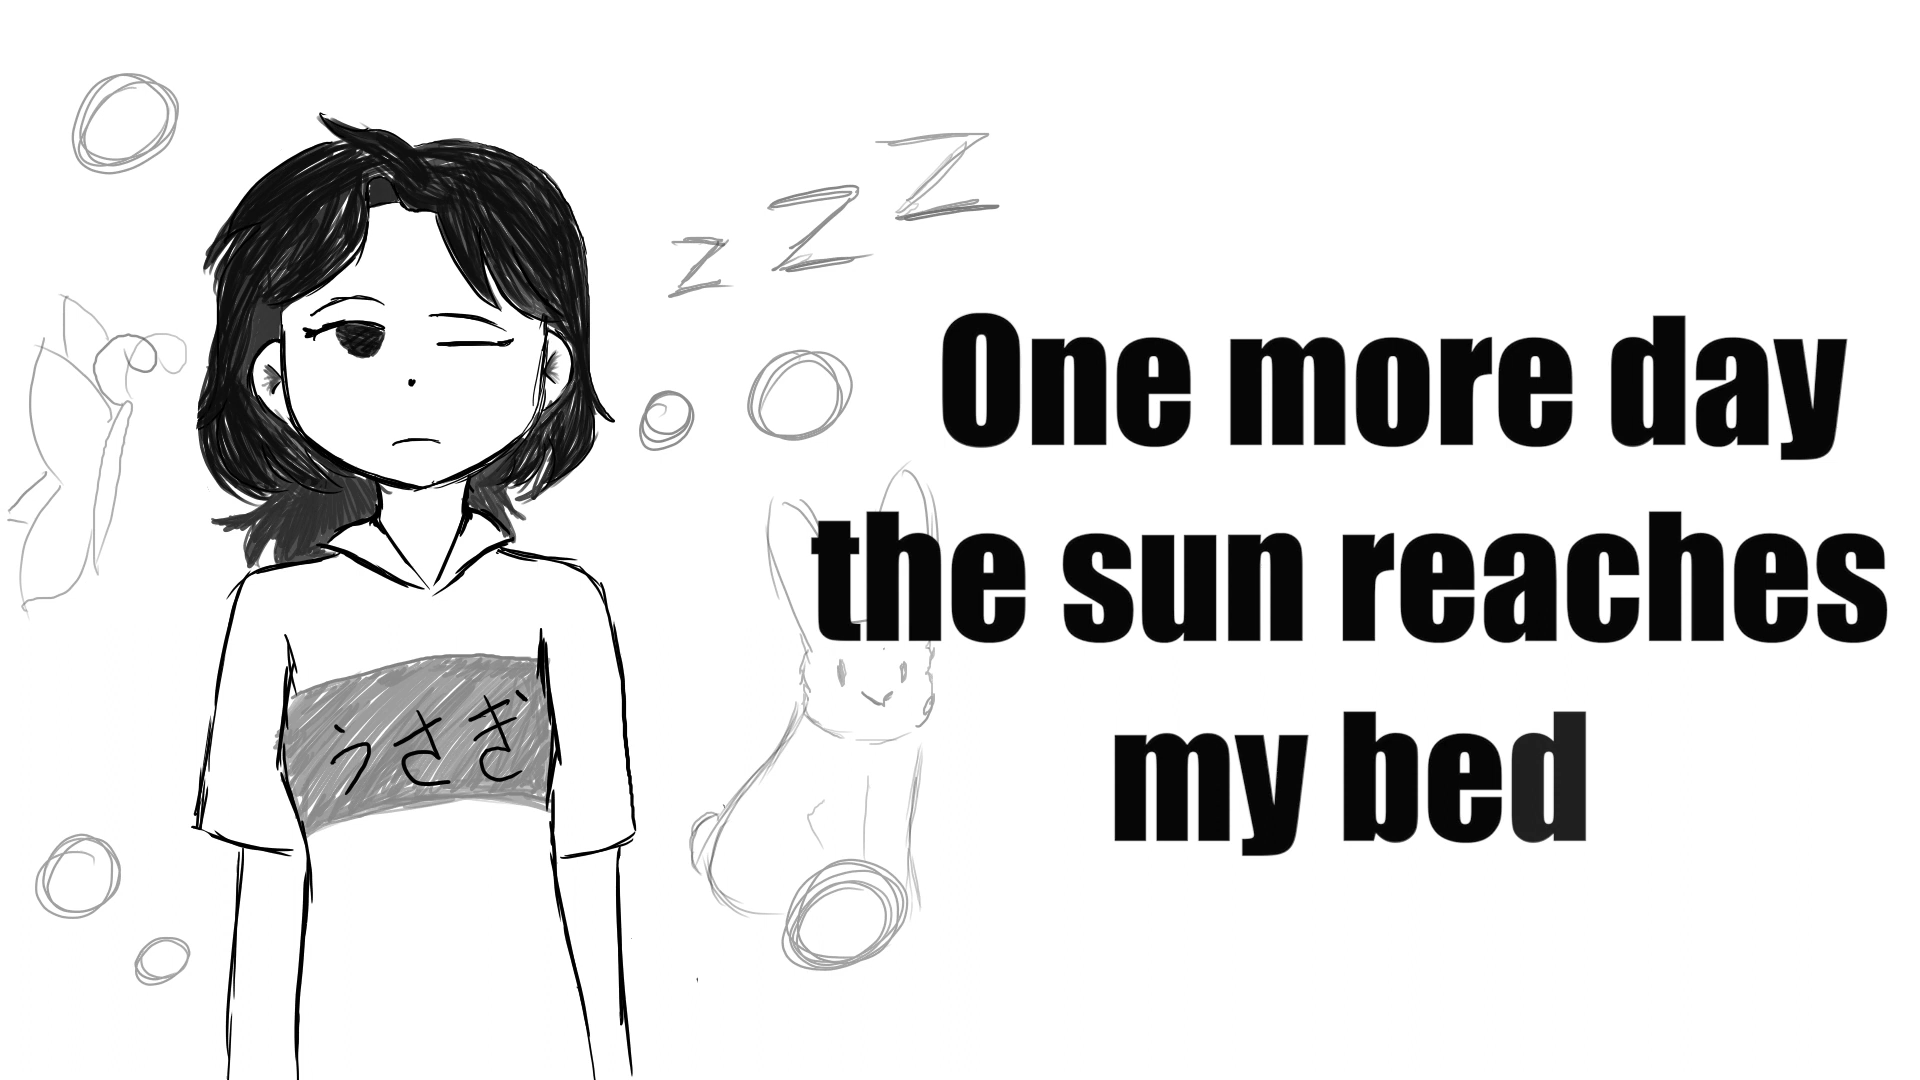 z Z Z
One more day
the sun reaches
my bed
うさぎ